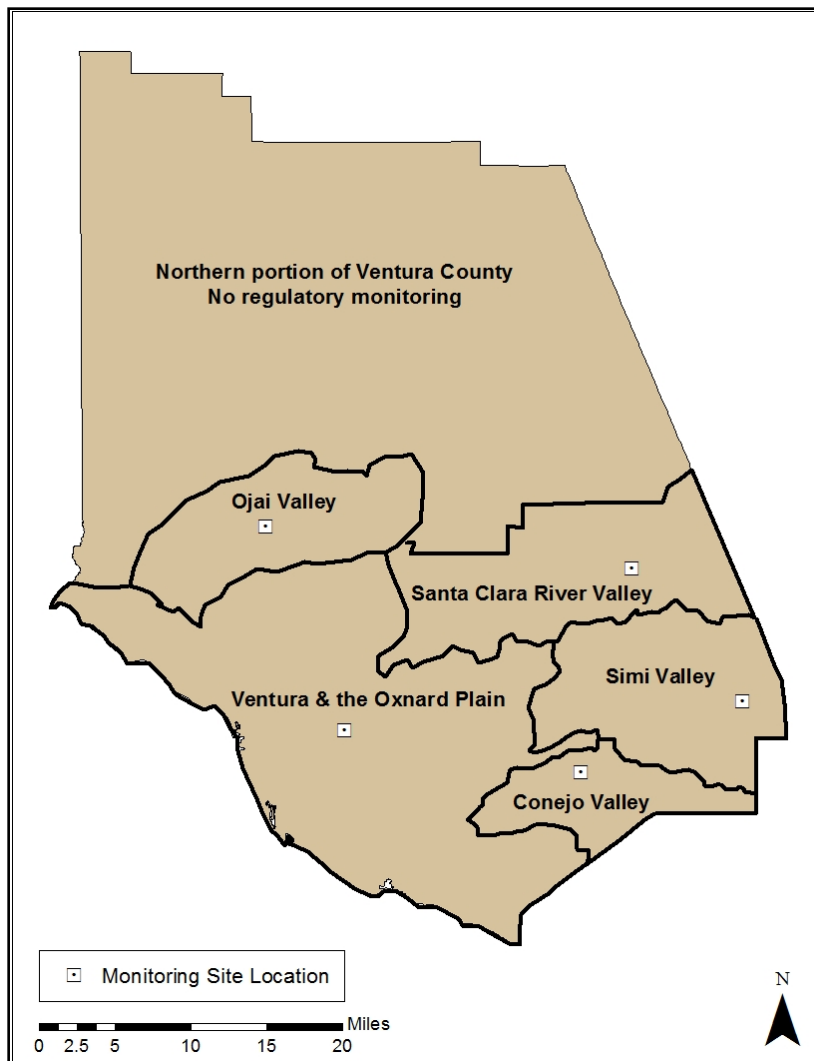 Northern portion of Ventura County
No regulatory monitoring
Ojai Valley
Santa Clara River Valley
Simi Valley
Ventura & the Oxnard Plain
Conejo Valley
Monitoring Site Location
N
Miles
0 2.5 5 10 15 20